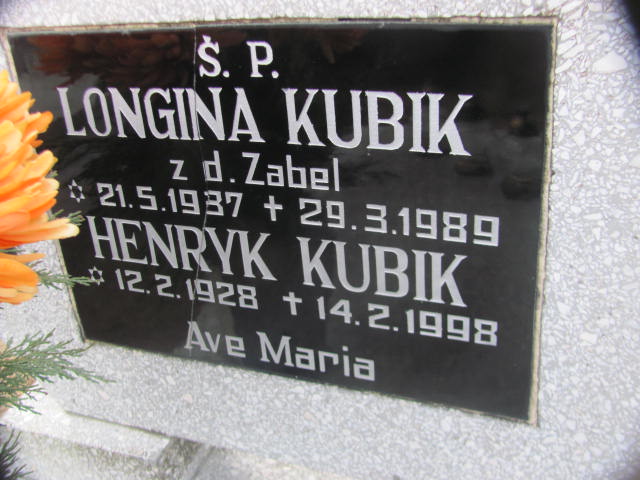 Ś. P.
LONGINA KUBIK
z d. Zabel
✡ 21.5.1937 ✝ 29.3.1989
HENRYK KUBIK
✡ 12.2.1928 ✝ 14.2.1998
Ave Maria